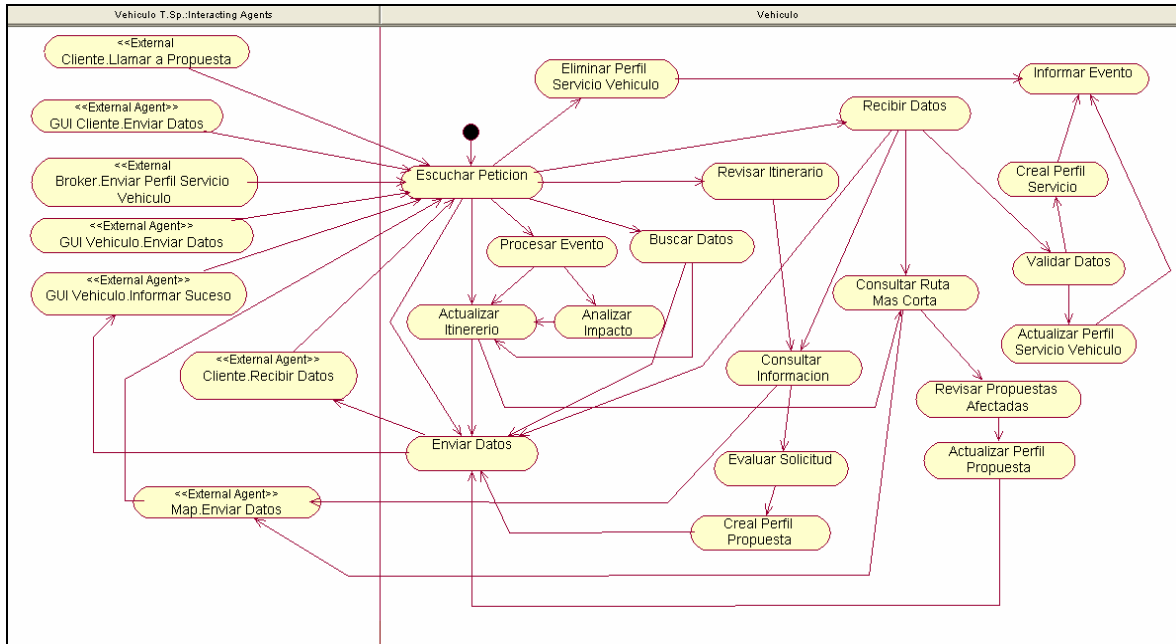 Vehiculo T.Sp.:Interacting Agents
Vehiculo
<<External
Cliente.Llamar a Propuesta
<<External Agent>>
GUI Cliente.Enviar Datos
<<External
Broker.Enviar Perfil Servicio
Vehiculo
<<External Agent>>
GUI Vehiculo.Enviar Datos
<<External Agent>>
GUI Vehiculo.Informar Suceso
<<External Agent>>
Cliente.Recibir Datos
<<External Agent>>
Map.Enviar Datos
Eliminar Perfil
Servicio Vehiculo
Informar Evento
Recibir Datos
Escuchar Peticion
Revisar Itinerario
Creal Perfil
Servicio
Procesar Evento
Buscar Datos
Validar Datos
Consultar Ruta
Mas Corta
Actualizar
Itinererio
Analizar
Impacto
Actualizar Perfil
Servicio Vehiculo
Consultar
Informacion
Revisar Propuestas
Afectadas
Enviar Datos
Evaluar Solicitud
Actualizar Perfil
Propuesta
Creal Perfil
Propuesta